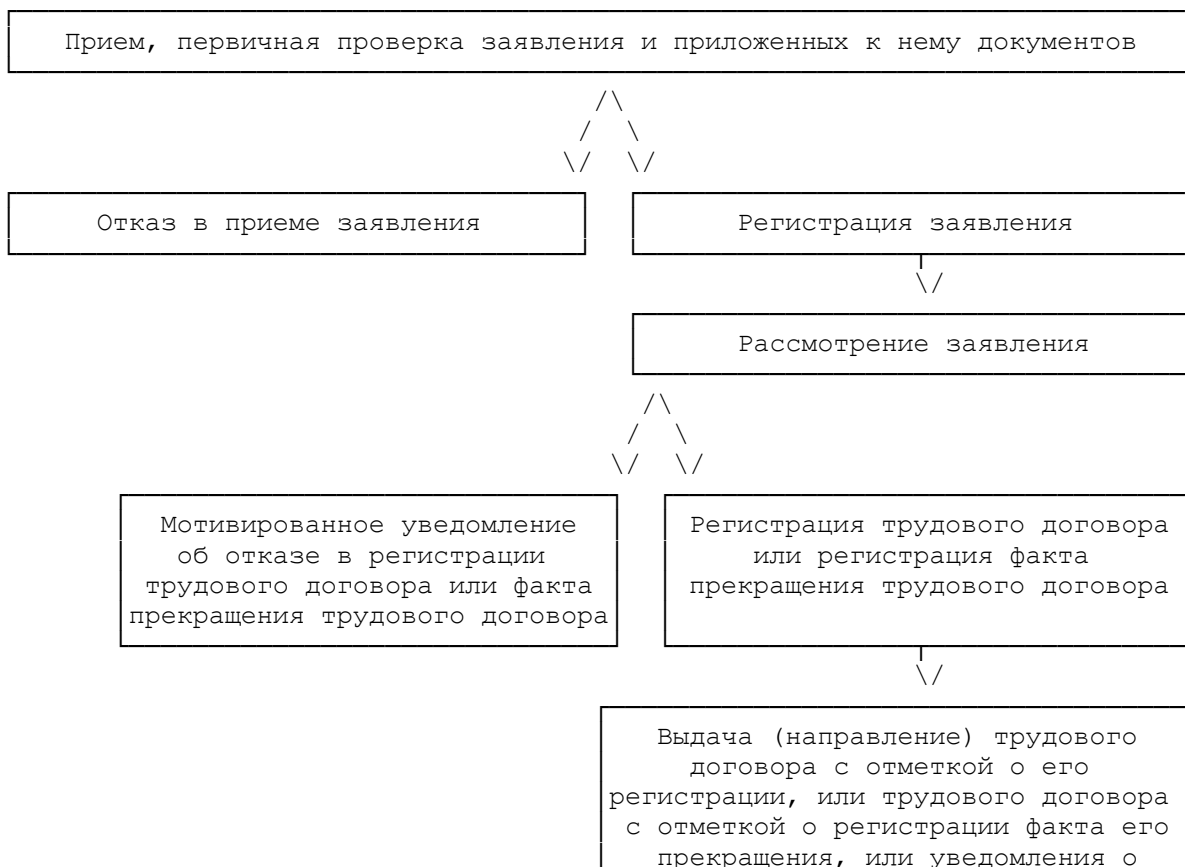 Прием, первичная проверка заявления и приложенных к нему документов
Отказ в приеме заявления
Регистрация заявления
Рассмотрение заявления
Мотивированное уведомление
об отказе в регистрации
трудового договора или факта
прекращения трудового договора
Регистрация трудового договора
или регистрация факта
прекращения трудового договора
Выдача (направление) трудового
договора с отметкой о его
регистрации, или трудового договора
с отметкой о регистрации факта его
прекращения, или уведомления о